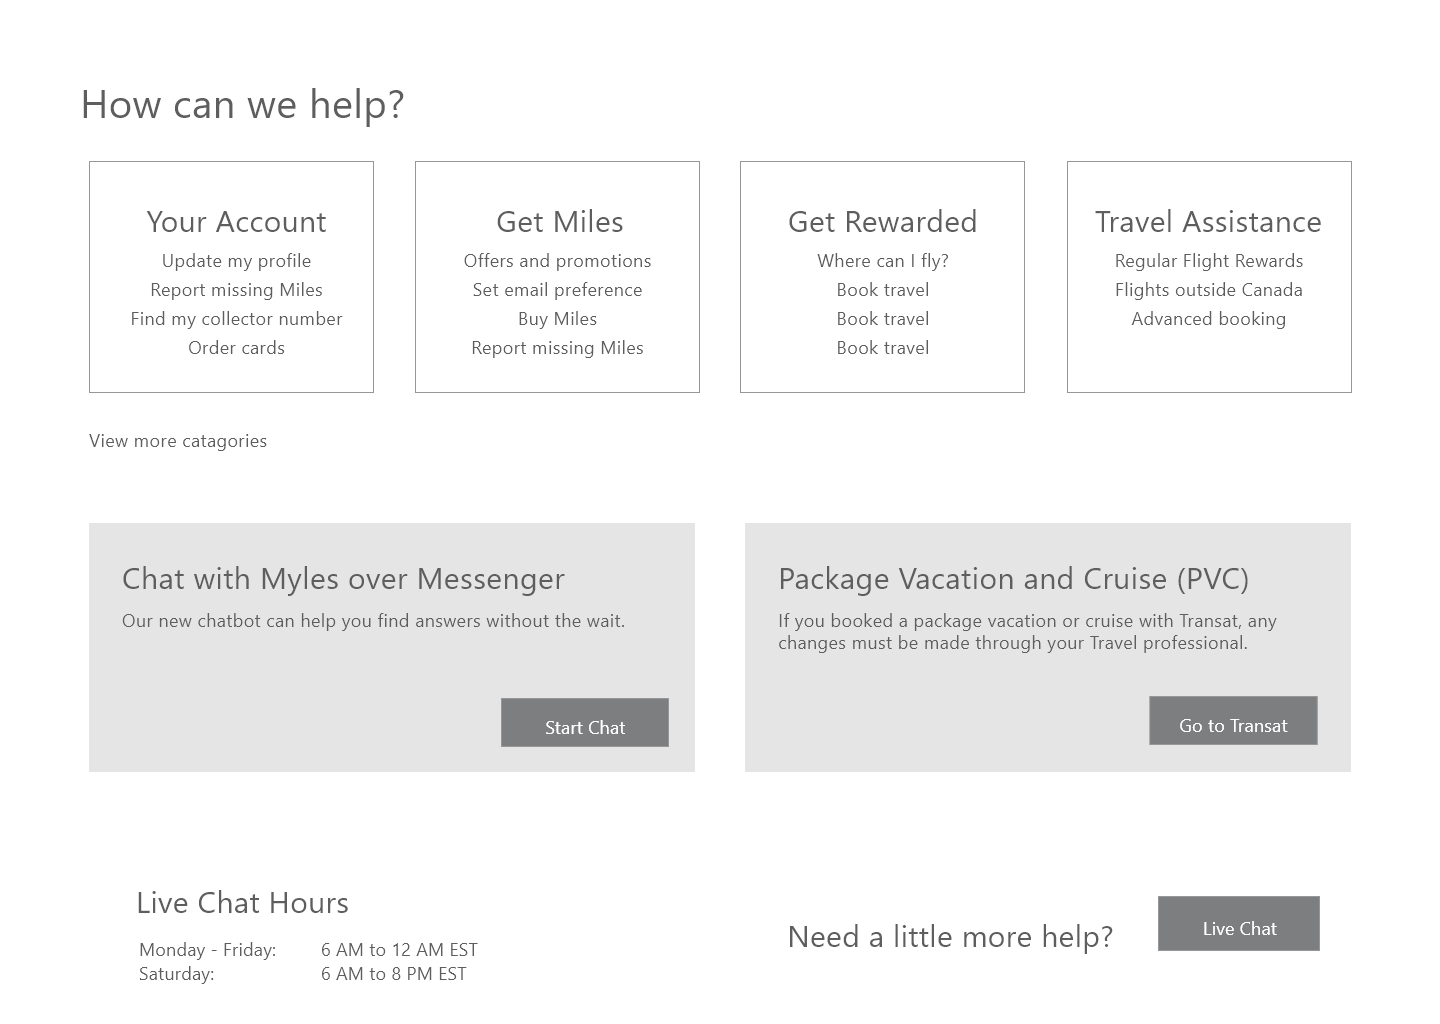 How can we help?
Your Account
Update my profile
Report missing Miles
Find my collector number
Order cards
Get Miles
Offers and promotions
Set email preference
Buy Miles
Report missing Miles
Get Rewarded
Where can I fly?
Book travel
Book travel
Book travel
Travel Assistance
Regular Flight Rewards
Flights outside Canada
Advanced booking
View more catagories
Chat with Myles over Messenger
Our new chatbot can help you find answers without the wait.
Start Chat
Package Vacation and Cruise (PVC)
If you booked a package vacation or cruise with Transat, any
changes must be made through your Travel professional.
Go to Transat
Live Chat Hours
Monday - Friday: 6 AM to 12 AM EST
Saturday: 6 AM to 8 PM EST
Need a little more help?
Live Chat